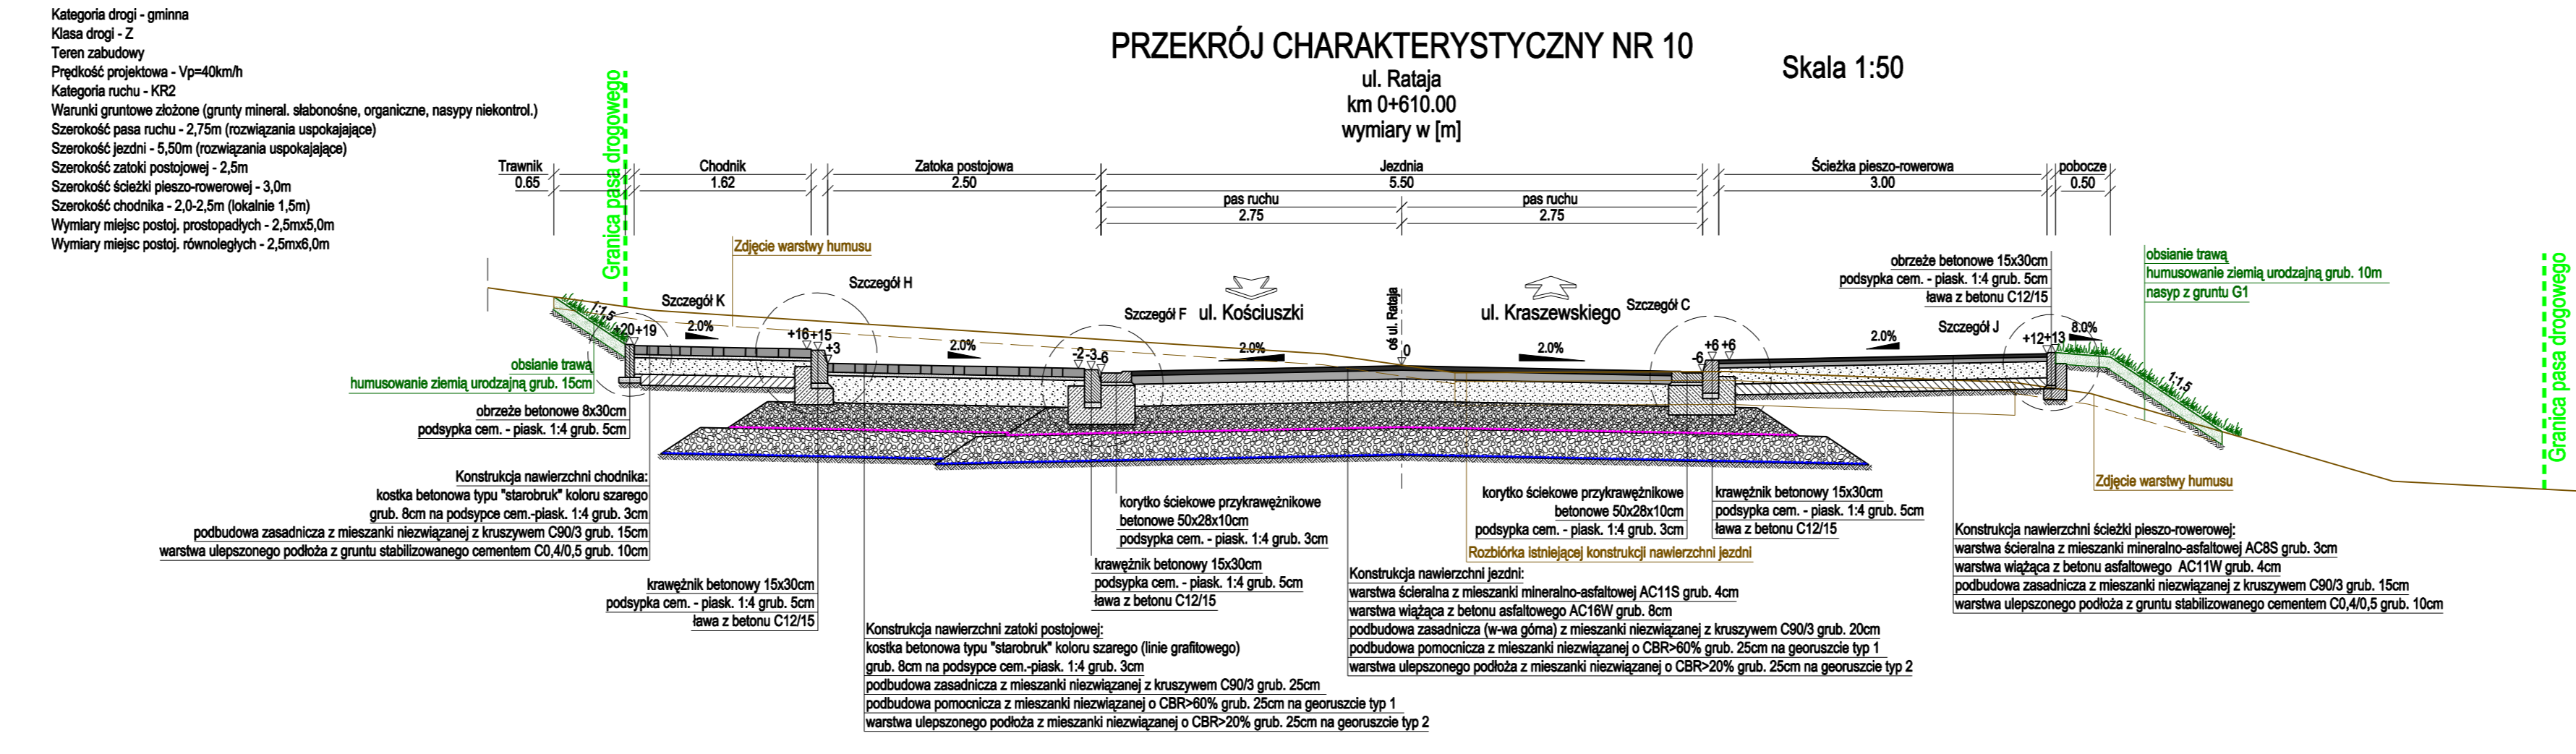 Kategoria drogi - gminna
Klasa drogi - Z
Teren zabudowy
Prędkość projektowa - Vp=40km/h
Kategoria ruchu - KR2
Warunki gruntowe złożone (grunty mineral. słabonośne, organiczne, nasypy niekontrol.)
Szerokość pasa ruchu - 2,75m (rozwiązania uspokajające)
Szerokość jezdni - 5,50m (rozwiązania uspokajające)
Szerokość zatoki postojowej - 2,5m
Szerokość ścieżki pieszo-rowerowej - 3,0m
Szerokość chodnika - 2,0-2,5m (lokalnie 1,5m)
Wymiary miejsc postoj. prostopadłych - 2,5mx5,0m
Wymiary miejsc postoj. równoległych - 2,5mx6,0m
PRZEKRÓJ CHARAKTERYSTYCZNY NR 10
Skala 1:50
ul. Rataja
km 0+610.00
wymiary w [m]
Granica pasa drogowego
Trawnik
0.65
Chodnik
1.62
Zatoka postojowa
2.50
Jezdnia
5.50
pas ruchu
2.75
pas ruchu
2.75
Ścieżka pieszo-rowerowa
3.00
pobocze
0.50
Zdjęcie warstwy humusu
Szczegół K
Szczegół H
Szczegół F
ul. Kościuszki
oś ul. Rataja
ul. Kraszewskiego
Szczegół C
Szczegół J
obrzeże betonowe 15x30cm
podsypka cem. - piask. 1:4 grub. 5cm
ława z betonu C12/15
obsianie trawą
humusowanie ziemią urodzajną grub. 10m
nasyp z gruntu G1
Granica pasa drogowego
1:1,5
+20+19
2.0%
+16+15
+3
2.0%
-2 -3 -6
2.0%
0
2.0%
-6
+6 +6
2.0%
+12+13
8.0%
1:1,5
obsianie trawą
humusowanie ziemią urodzajną grub. 15cm
obrzeże betonowe 8x30cm
podsypka cem. - piask. 1:4 grub. 5cm
Konstrukcja nawierzchni chodnika:
kostka betonowa typu "starobruk" koloru szarego
grub. 8cm na podsypce cem.-piask. 1:4 grub. 3cm
podbudowa zasadnicza z mieszanki niezwiązanej z kruszywem C90/3 grub. 15cm
warstwa ulepszonego podłoża z gruntu stabilizowanego cementem C0,4/0,5 grub. 10cm
krawężnik betonowy 15x30cm
podsypka cem. - piask. 1:4 grub. 5cm
ława z betonu C12/15
Konstrukcja nawierzchni zatoki postojowej:
kostka betonowa typu "starobruk" koloru szarego (linie grafitowego)
grub. 8cm na podsypce cem.-piask. 1:4 grub. 3cm
podbudowa zasadnicza z mieszanki niezwiązanej z kruszywem C90/3 grub. 25cm
podbudowa pomocnicza z mieszanki niezwiązanej o CBR>60% grub. 25cm na georuszcie typ 1
warstwa ulepszonego podłoża z mieszanki niezwiązanej o CBR>20% grub. 25cm na georuszcie typ 2
korytko ściekowe przykrawężnikowe
betonowe 50x28x10cm
podsypka cem. - piask. 1:4 grub. 3cm
krawężnik betonowy 15x30cm
podsypka cem. - piask. 1:4 grub. 5cm
ława z betonu C12/15
korytko ściekowe przykrawężnikowe
betonowe 50x28x10cm
podsypka cem. - piask. 1:4 grub. 3cm
Rozbiórka istniejącej konstrukcji nawierzchni jezdni
krawężnik betonowy 15x30cm
podsypka cem. - piask. 1:4 grub. 5cm
ława z betonu C12/15
Konstrukcja nawierzchni jezdni:
warstwa ścieralna z mieszanki mineralno-asfaltowej AC11S grub. 4cm
warstwa wiążąca z betonu asfaltowego AC16W grub. 8cm
podbudowa zasadnicza (w-wa górna) z mieszanki niezwiązanej z kruszywem C90/3 grub. 20cm
podbudowa pomocnicza z mieszanki niezwiązanej o CBR>60% grub. 25cm na georuszcie typ 1
warstwa ulepszonego podłoża z mieszanki niezwiązanej o CBR>20% grub. 25cm na georuszcie typ 2
Zdjęcie warstwy humusu
Konstrukcja nawierzchni ścieżki pieszo-rowerowej:
warstwa ścieralna z mieszanki mineralno-asfaltowej AC8S grub. 3cm
warstwa wiążąca z betonu asfaltowego AC11W grub. 4cm
podbudowa zasadnicza z mieszanki niezwiązanej z kruszywem C90/3 grub. 15cm
warstwa ulepszonego podłoża z gruntu stabilizowanego cementem C0,4/0,5 grub. 10cm